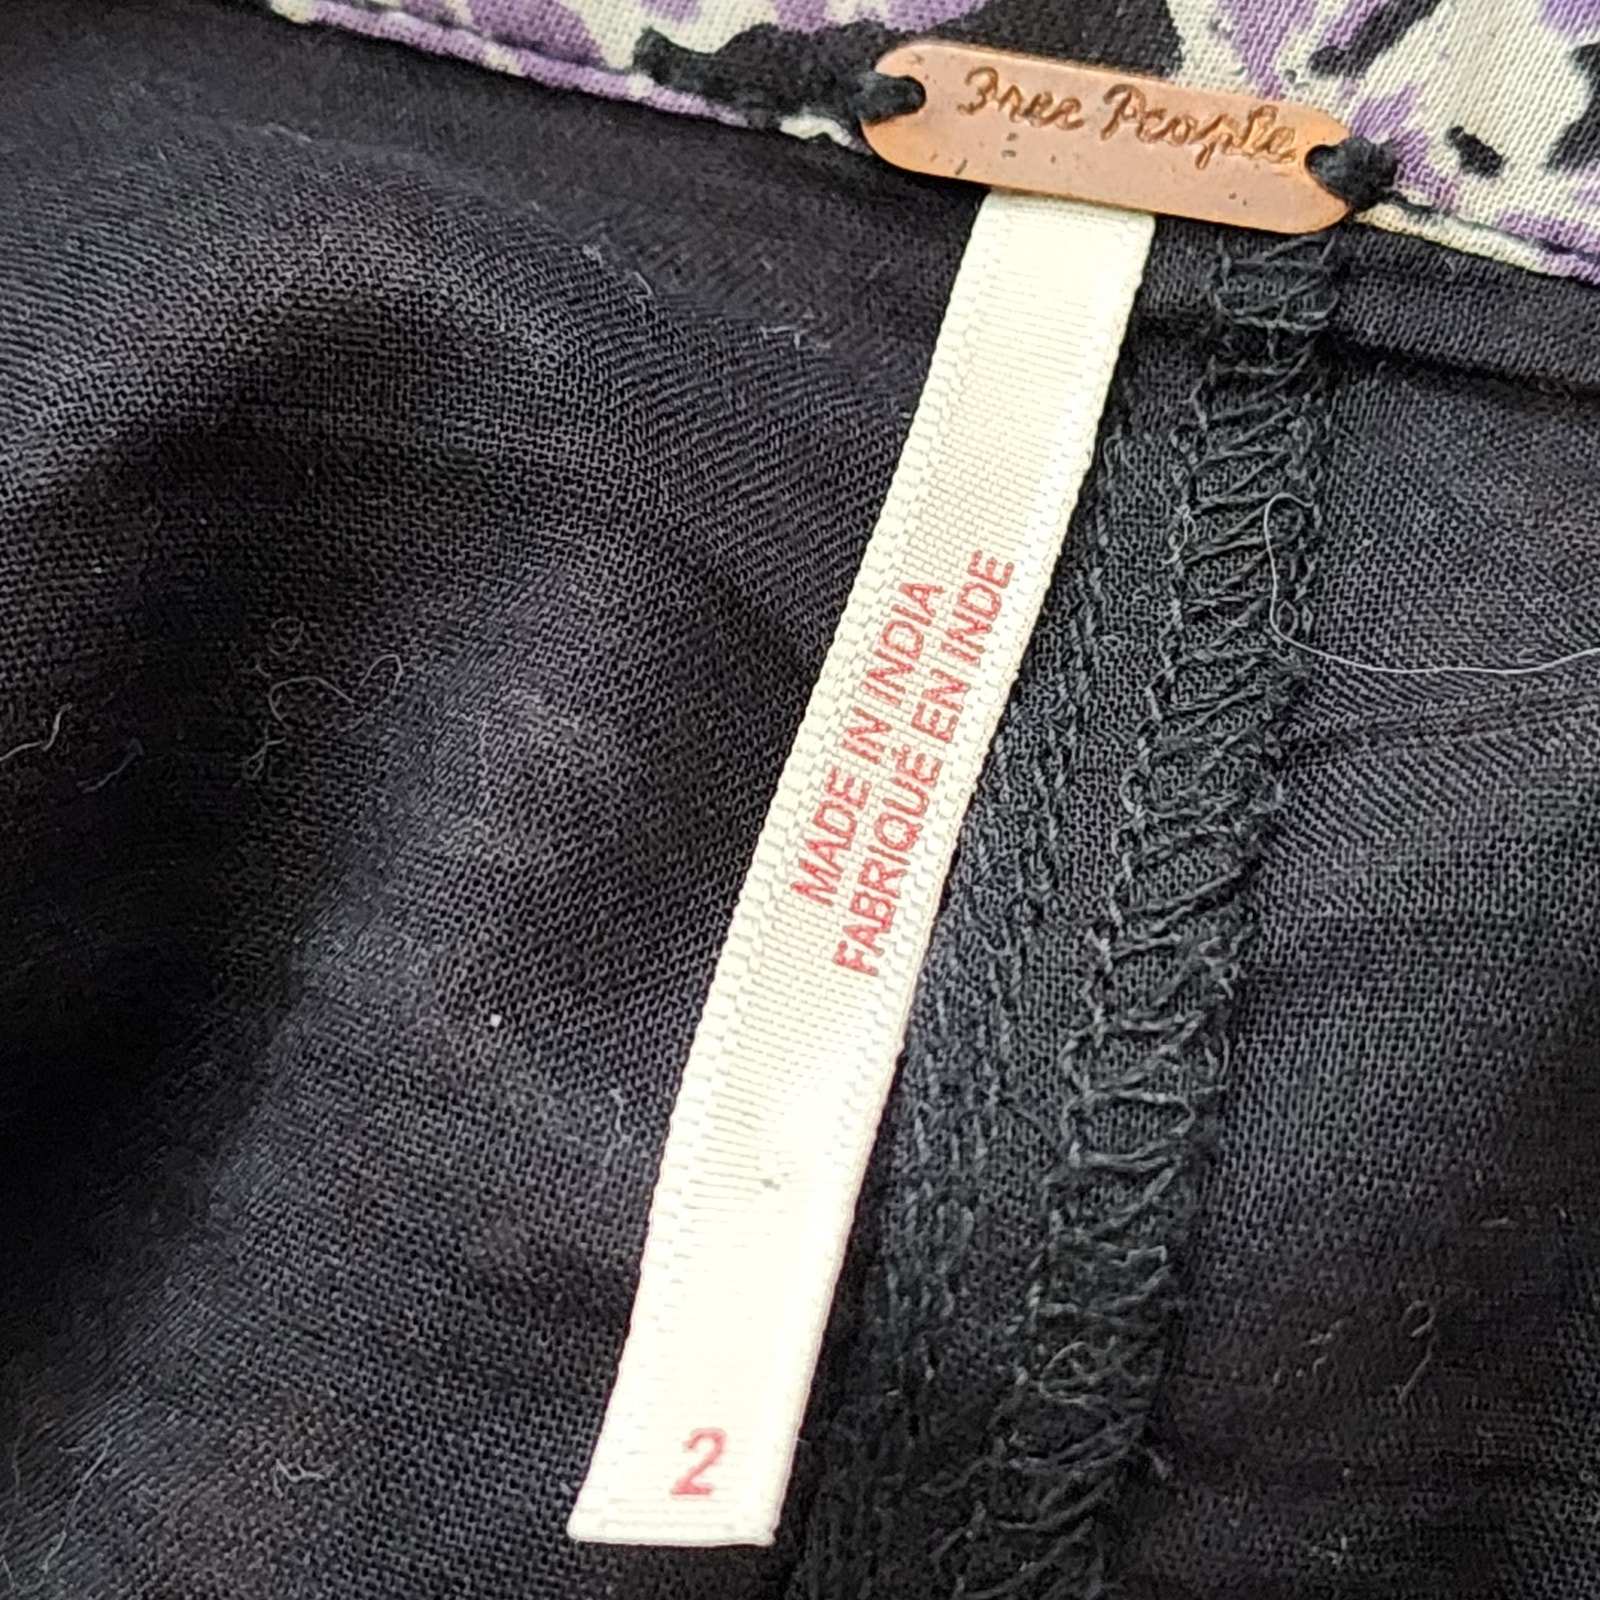 Free People
MADE IN INDIA
FABRIQUÉ EN INDE
2